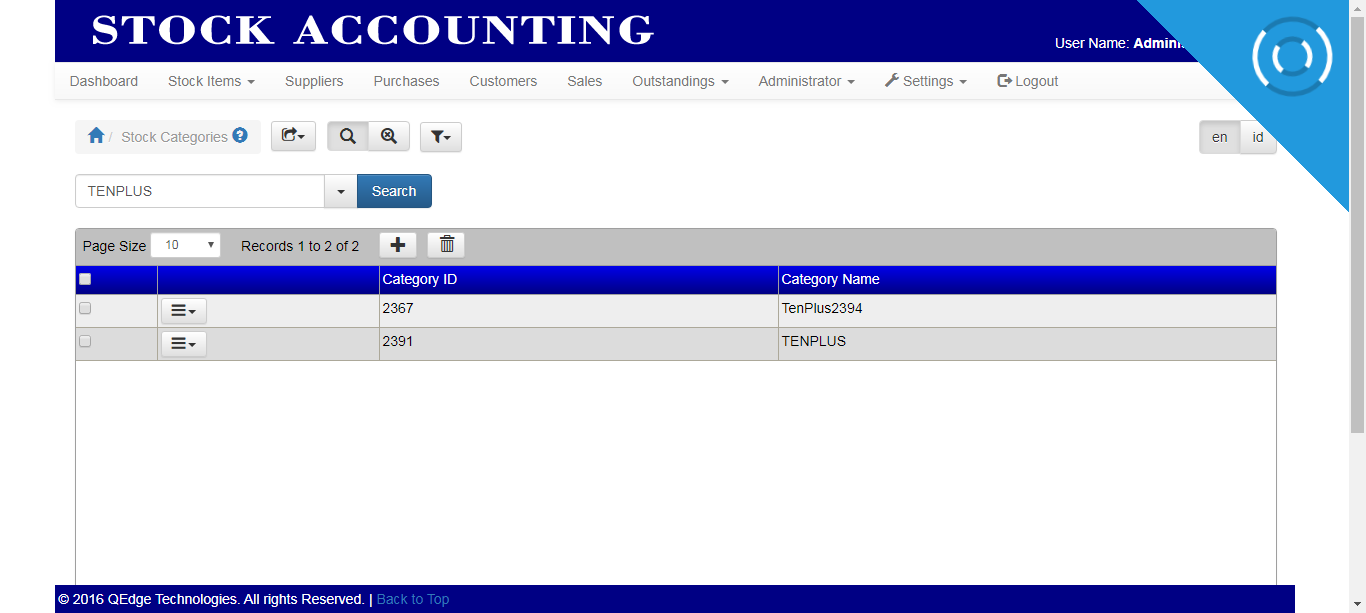 STOCK ACCOUNTING
User Name:
Dashboard Stock Items Suppliers Purchases Customers Sales Outstandings Administrator Settings Logout
/ Stock Categories ? en id
TENPLUS Search
Page Size 10 Records 1 to 2 of 2
Category ID Category Name
2367 TenPlus2394
2391 TENPLUS
© 2016 QEdge Technologies. All rights Reserved. | Back to Top